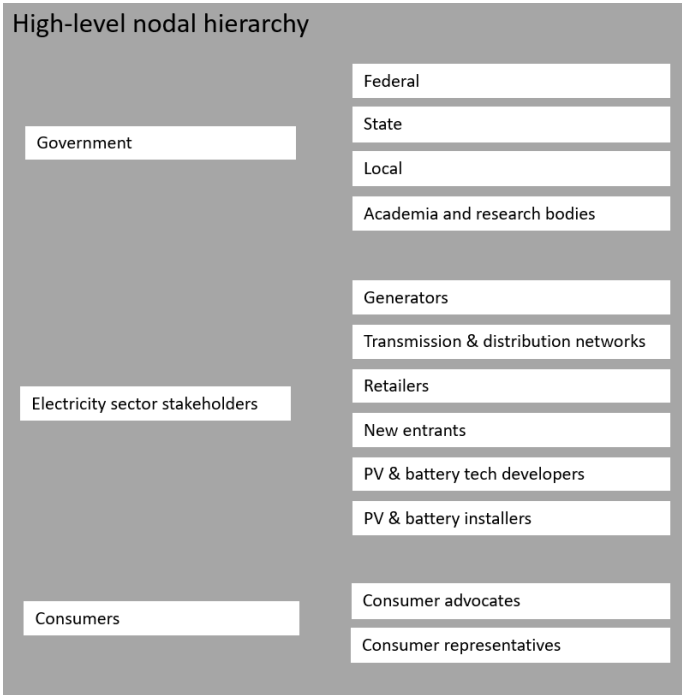 High-level nodal hierarchy
Government
Federal
State
Local
Academia and research bodies
Electricity sector stakeholders
Generators
Transmission & distribution networks
Retailers
New entrants
PV & battery tech developers
PV & battery installers
Consumers
Consumer advocates
Consumer representatives